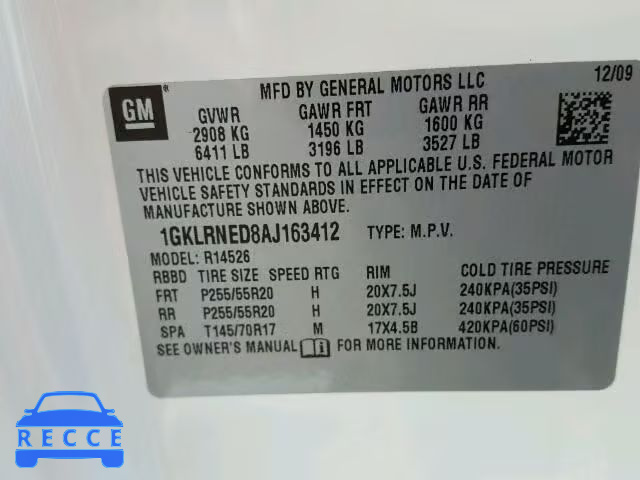 MFD BY GENERAL MOTORS LLC 12/09
GM ®
GVWR GAWR FRT GAWR RR
2908 KG 1450 KG 1600 KG
6411 LB 3196 LB 3527 LB
THIS VEHICLE CONFORMS TO ALL APPLICABLE U.S. FEDERAL MOTOR
VEHICLE SAFETY STANDARDS IN EFFECT ON THE DATE OF
MANUFACTURE SHOWN ABOVE.
1GKLRNED8AJ163412 TYPE: M.P.V.
MODEL: R14526
RBBD TIRE SIZE SPEED RTG RIM COLD TIRE PRESSURE
FRT P255/55R20 H 20X7.5J 240KPA(35PSI)
RR P255/55R20 H 20X7.5J 240KPA(35PSI)
SPA T145/70R17 M 17X4.5B 420KPA(60PSI)
SEE OWNER'S MANUAL i FOR MORE INFORMATION.
RECCE